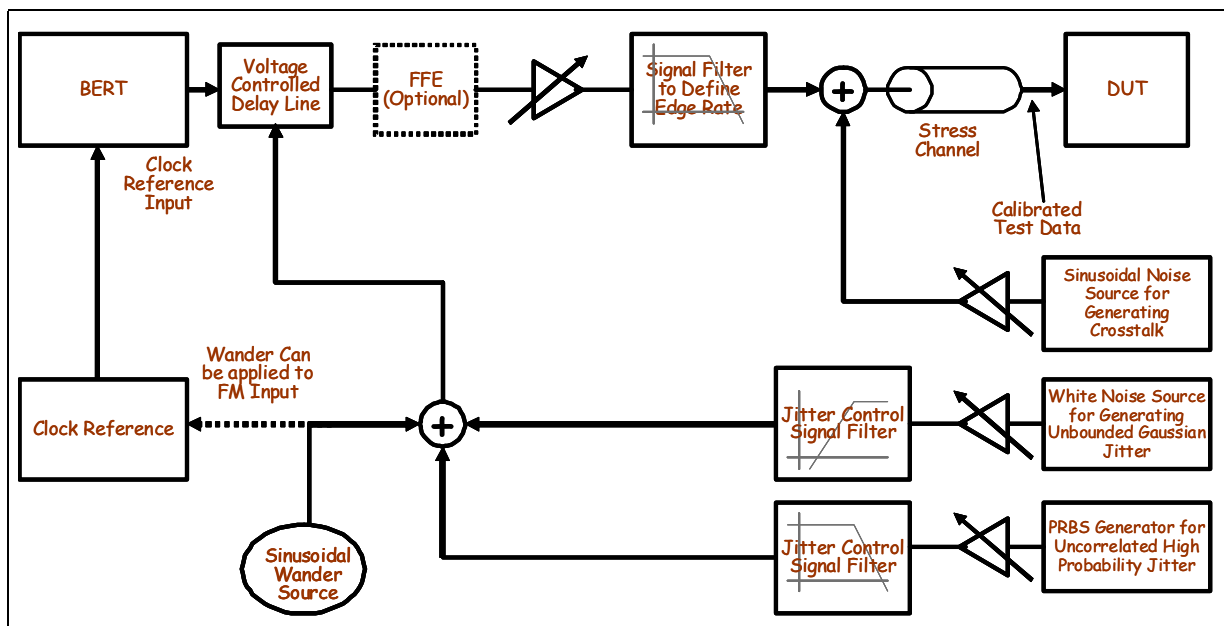 BERT
Voltage
Controlled
Delay Line
FFE
(Optional)
Signal Filter
to Define
Edge Rate
+
Stress
Channel
DUT
Clock
Reference
Input
Calibrated
Test Data
Sinusoidal Noise
Source for
Generating
Crosstalk
Wander Can
be applied to
FM Input
Clock Reference
+
Jitter Control
Signal Filter
White Noise Source
for Generating
Unbounded Gaussian
Jitter
Sinusoidal
Wander
Source
Jitter Control
Signal Filter
PRBS Generator for
Uncorrelated High
Probability Jitter